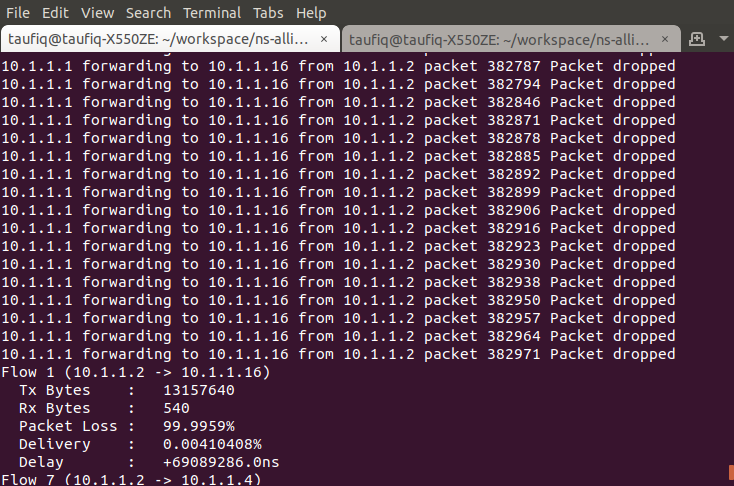 File Edit View Search Terminal Tabs Help
taufiq@taufiq-X550ZE: ~/workspace/ns-alli... × taufiq@taufiq-X550ZE: ~/workspace/ns-alli... ×
10.1.1.1 forwarding to 10.1.1.16 from 10.1.1.2 packet 382787 Packet dropped
10.1.1.1 forwarding to 10.1.1.16 from 10.1.1.2 packet 382794 Packet dropped
10.1.1.1 forwarding to 10.1.1.16 from 10.1.1.2 packet 382846 Packet dropped
10.1.1.1 forwarding to 10.1.1.16 from 10.1.1.2 packet 382871 Packet dropped
10.1.1.1 forwarding to 10.1.1.16 from 10.1.1.2 packet 382878 Packet dropped
10.1.1.1 forwarding to 10.1.1.16 from 10.1.1.2 packet 382885 Packet dropped
10.1.1.1 forwarding to 10.1.1.16 from 10.1.1.2 packet 382892 Packet dropped
10.1.1.1 forwarding to 10.1.1.16 from 10.1.1.2 packet 382899 Packet dropped
10.1.1.1 forwarding to 10.1.1.16 from 10.1.1.2 packet 382906 Packet dropped
10.1.1.1 forwarding to 10.1.1.16 from 10.1.1.2 packet 382916 Packet dropped
10.1.1.1 forwarding to 10.1.1.16 from 10.1.1.2 packet 382923 Packet dropped
10.1.1.1 forwarding to 10.1.1.16 from 10.1.1.2 packet 382930 Packet dropped
10.1.1.1 forwarding to 10.1.1.16 from 10.1.1.2 packet 382938 Packet dropped
10.1.1.1 forwarding to 10.1.1.16 from 10.1.1.2 packet 382950 Packet dropped
10.1.1.1 forwarding to 10.1.1.16 from 10.1.1.2 packet 382957 Packet dropped
10.1.1.1 forwarding to 10.1.1.16 from 10.1.1.2 packet 382964 Packet dropped
10.1.1.1 forwarding to 10.1.1.16 from 10.1.1.2 packet 382971 Packet dropped
Flow 1 (10.1.1.2 -> 10.1.1.16)
Tx Bytes : 13157640
Rx Bytes : 540
Packet Loss : 99.9959%
Delivery : 0.00410408%
Delay : +69089286.0ns
Flow 7 (10.1.1.2 -> 10.1.1.4)